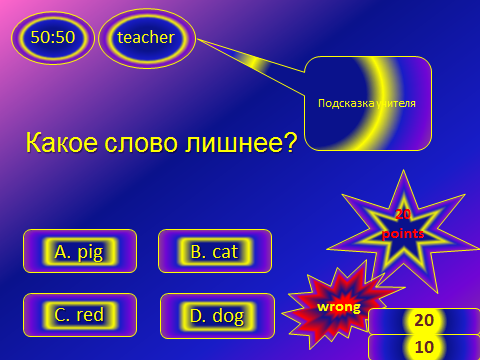 50:50
teacher
Подсказка учителя
Какое слово лишнее?
20
points
A. pig
B. cat
C. red
D. dog
wrong
20
10